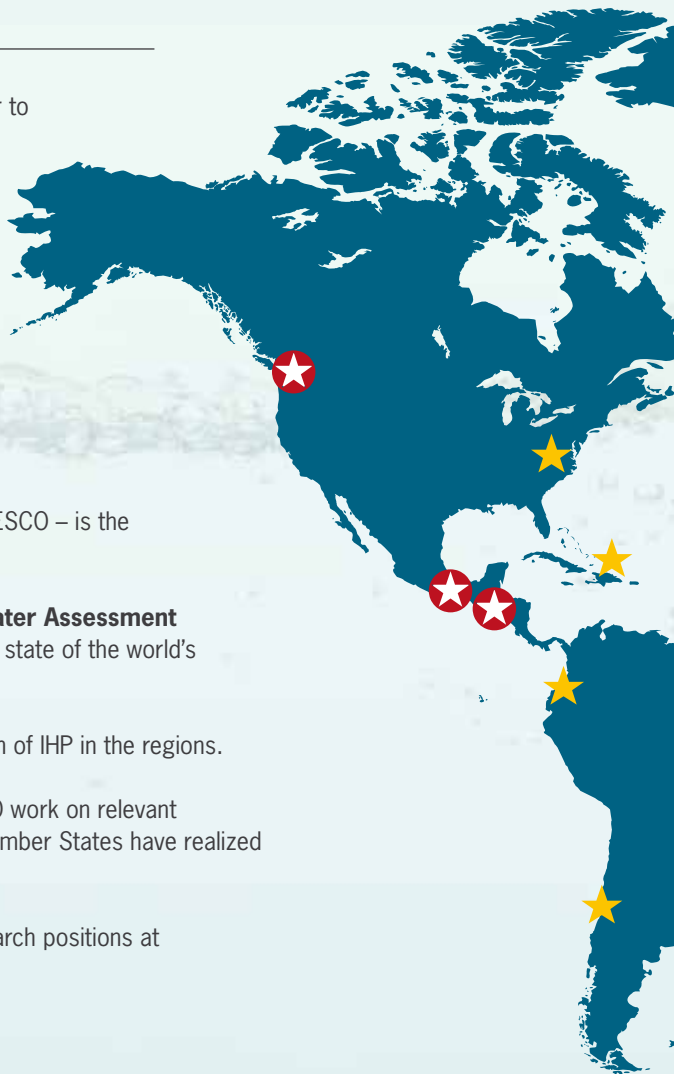 to
ESCO – is the
ater Assessment
state of the world's
n of IHP in the regions.
work on relevant
mber States have realized
arch positions at